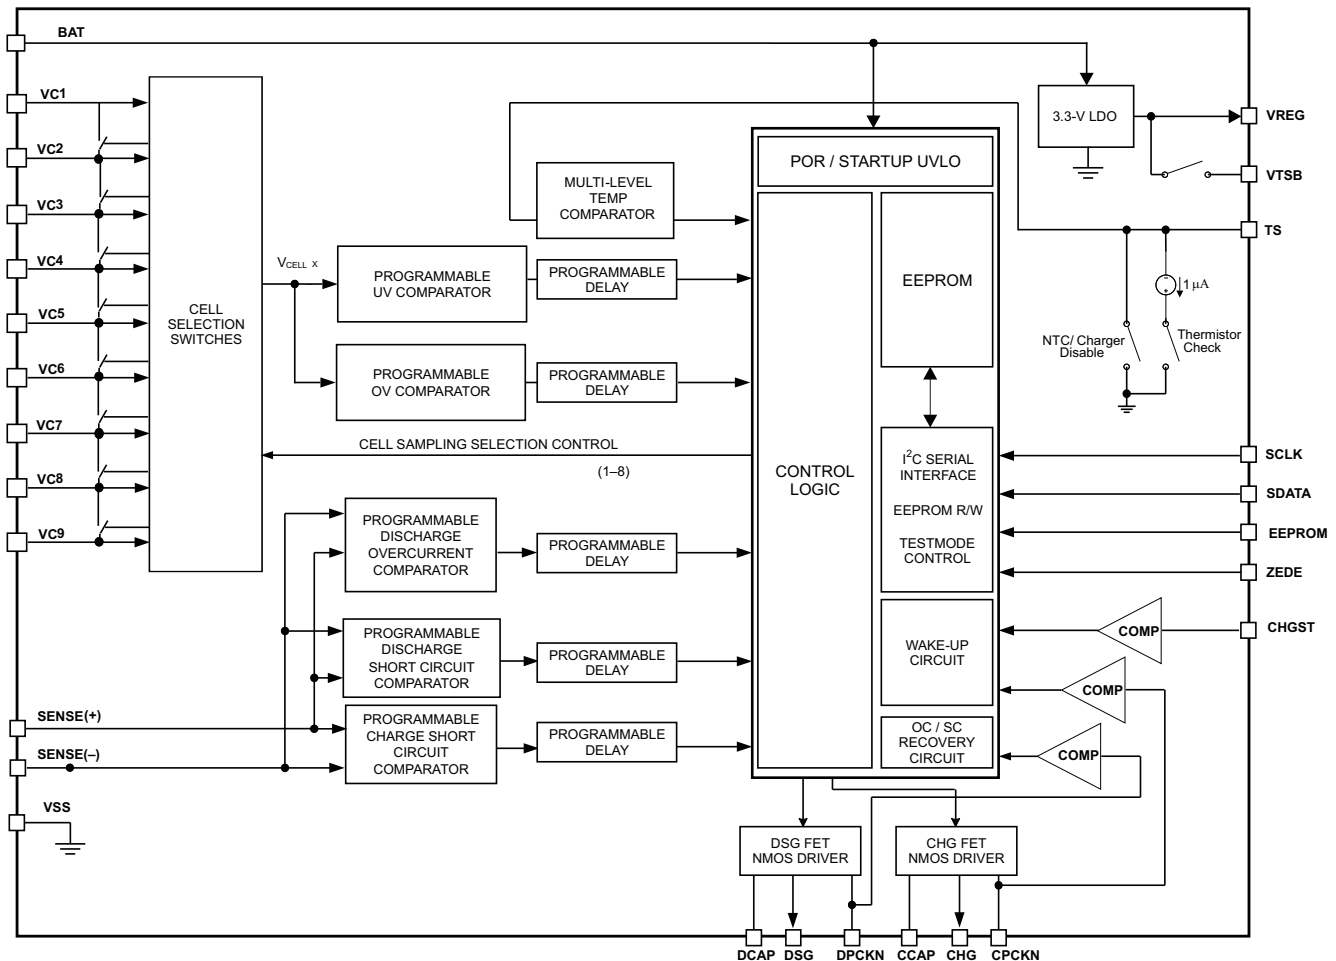 BAT
VC1
VC2
VC3
VC4
VC5
VC6
VC7
VC8
VC9
SENSE(+)
SENSE(–)
VSS
CELL
SELECTION
SWITCHES
VCELL x
MULTI-LEVEL
TEMP
COMPARATOR
PROGRAMMABLE
UV COMPARATOR
PROGRAMMABLE
DELAY
PROGRAMMABLE
OV COMPARATOR
PROGRAMMABLE
DELAY
CELL SAMPLING SELECTION CONTROL
(1–8)
PROGRAMMABLE
DISCHARGE
OVERCURRENT
COMPARATOR
PROGRAMMABLE
DELAY
PROGRAMMABLE
DISCHARGE
SHORT CIRCUIT
COMPARATOR
PROGRAMMABLE
DELAY
PROGRAMMABLE
CHARGE SHORT
CIRCUIT
COMPARATOR
PROGRAMMABLE
DELAY
POR / STARTUP UVLO
CONTROL
LOGIC
EEPROM
I2C SERIAL
INTERFACE
EEPROM R/W
TESTMODE
CONTROL
WAKE-UP
CIRCUIT
OC / SC
RECOVERY
CIRCUIT
3.3-V LDO
VREG
VTSB
TS
1 μA
NTC/ Charger
Disable
Thermistor
Check
SCLK
SDATA
EEPROM
ZEDE
CHGST
COMP
COMP
COMP
DSG FET
NMOS DRIVER
CHG FET
NMOS DRIVER
DCAP
DSG
DPCKN
CCAP
CHG
CPCKN